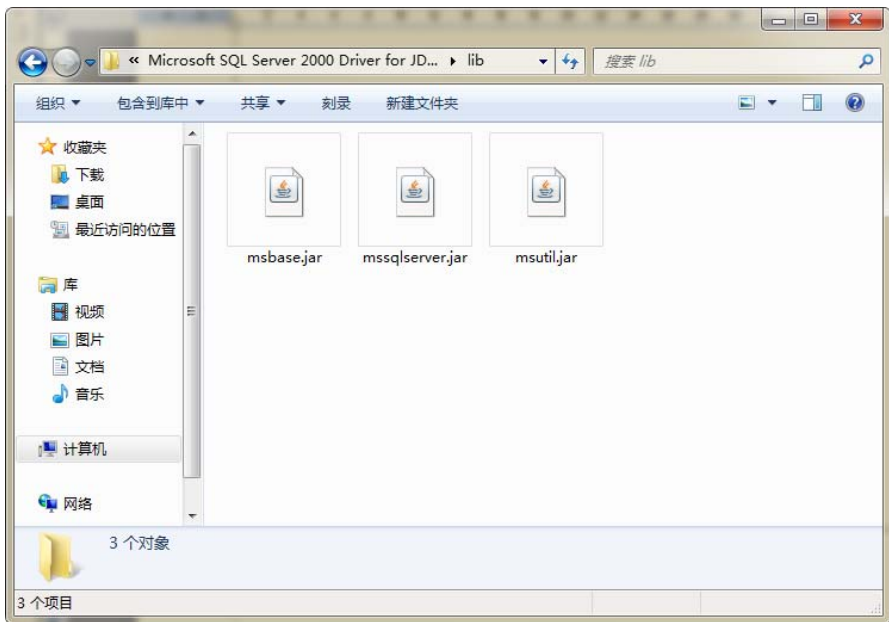 « Microsoft SQL Server 2000 Driver for JD... ▸ lib
搜索 lib
组织 包含到库中 共享 刻录 新建文件夹
收藏夹
下载
桌面
最近访问的位置
库
视频
图片
文档
音乐
计算机
网络
msbase.jar mssqlserver.jar msutil.jar
3 个对象
3 个项目